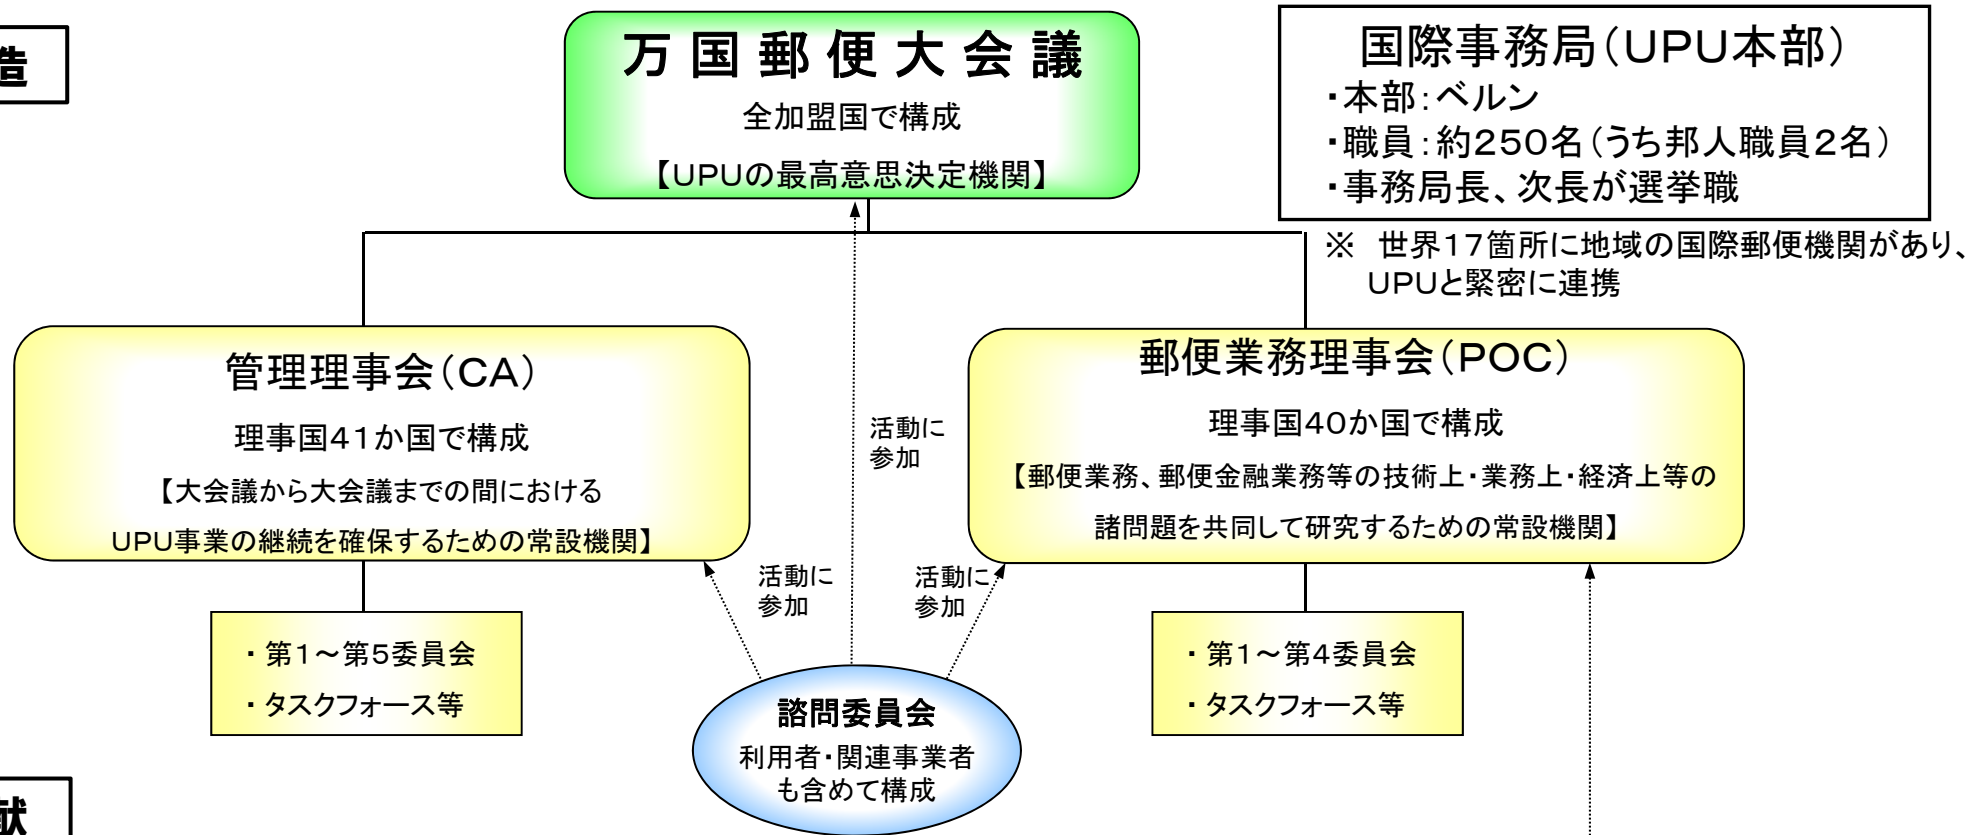 造
万国郵便大会議
全加盟国で構成
【UPUの最高意思決定機関】
国際事務局(UPU本部)
・本部:ベルン
・職員:約250名(うち邦人職員2名)
・事務局長、次長が選挙職
※ 世界17箇所に地域の国際郵便機関があり、
UPUと緊密に連携
管理理事会(CA)
理事国41か国で構成
【大会議から大会議までの間における
UPU事業の継続を確保するための常設機関】
郵便業務理事会(POC)
理事国40か国で構成
【郵便業務、郵便金融業務等の技術上・業務上・経済上等の
諸問題を共同して研究するための常設機関】
活動に
参加
活動に
参加
活動に
参加
・第1~第5委員会
・タスクフォース等
・第1~第4委員会
・タスクフォース等
諮問委員会
利用者・関連事業者
も含めて構成
献